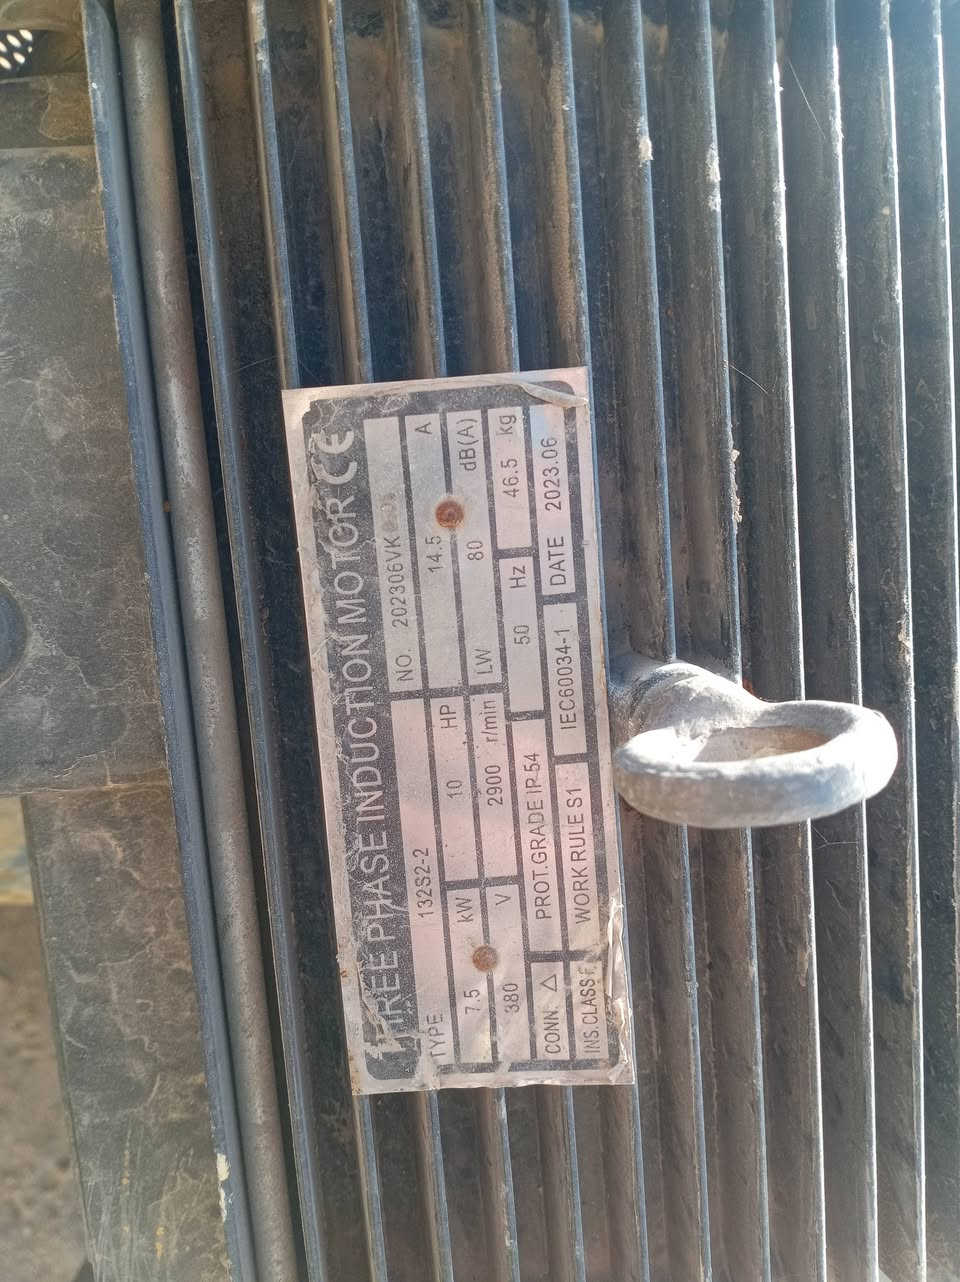 THREE PHASE INDUCTION MOTOR CE
TYPE 132S2-2 NO. 202306VK
7.5 kW 10 HP 14.5 A
380 V 2900 r/min LW 80 dB(A)
CONN. △ PROT.GRADE IP 54 50 Hz 46.5 kg
INS.CLASS F WORK RULE S1 IEC60034-1 DATE 2023.06